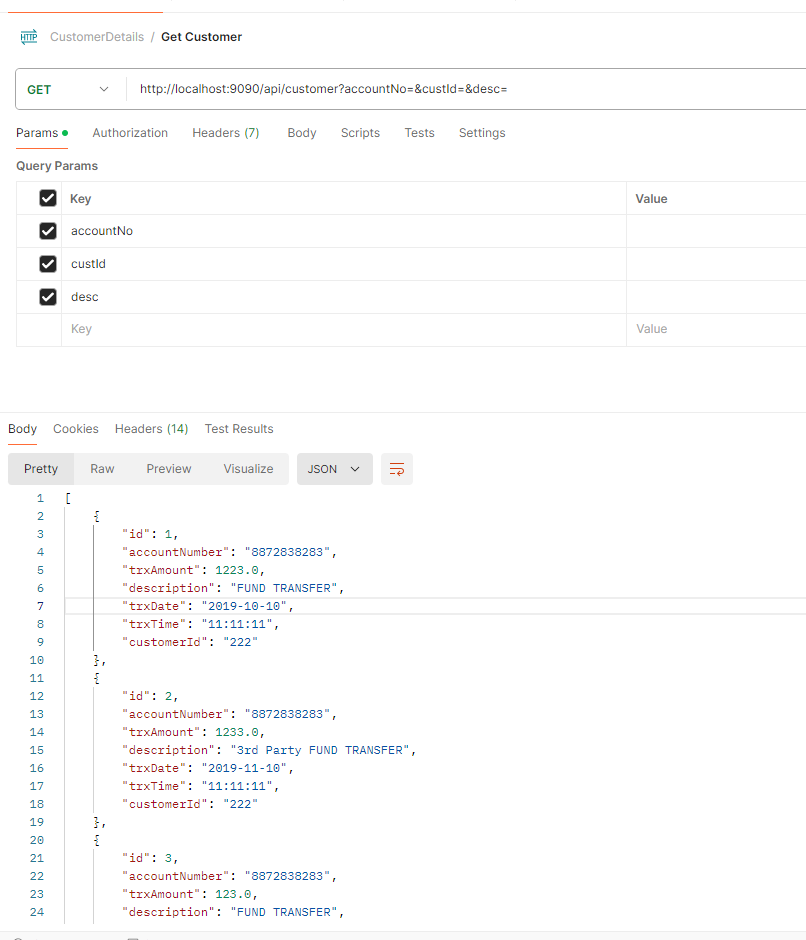 HTTP CustomerDetails / Get Customer
GET http://localhost:9090/api/customer?accountNo=&custId=&desc=
Params Authorization Headers (7) Body Scripts Tests Settings
Query Params
Key Value
accountNo
custId
desc
Key Value
Body Cookies Headers (14) Test Results
Pretty Raw Preview Visualize JSON
1 [
2 {
3 "id": 1,
4 "accountNumber": "8872838283",
5 "trxAmount": 1223.0,
6 "description": "FUND TRANSFER",
7 "trxDate": "2019-10-10",
8 "trxTime": "11:11:11",
9 "customerId": "222"
10 },
11 {
12 "id": 2,
13 "accountNumber": "8872838283",
14 "trxAmount": 1233.0,
15 "description": "3rd Party FUND TRANSFER",
16 "trxDate": "2019-11-10",
17 "trxTime": "11:11:11",
18 "customerId": "222"
19 },
20 {
21 "id": 3,
22 "accountNumber": "8872838283",
23 "trxAmount": 123.0,
24 "description": "FUND TRANSFER",